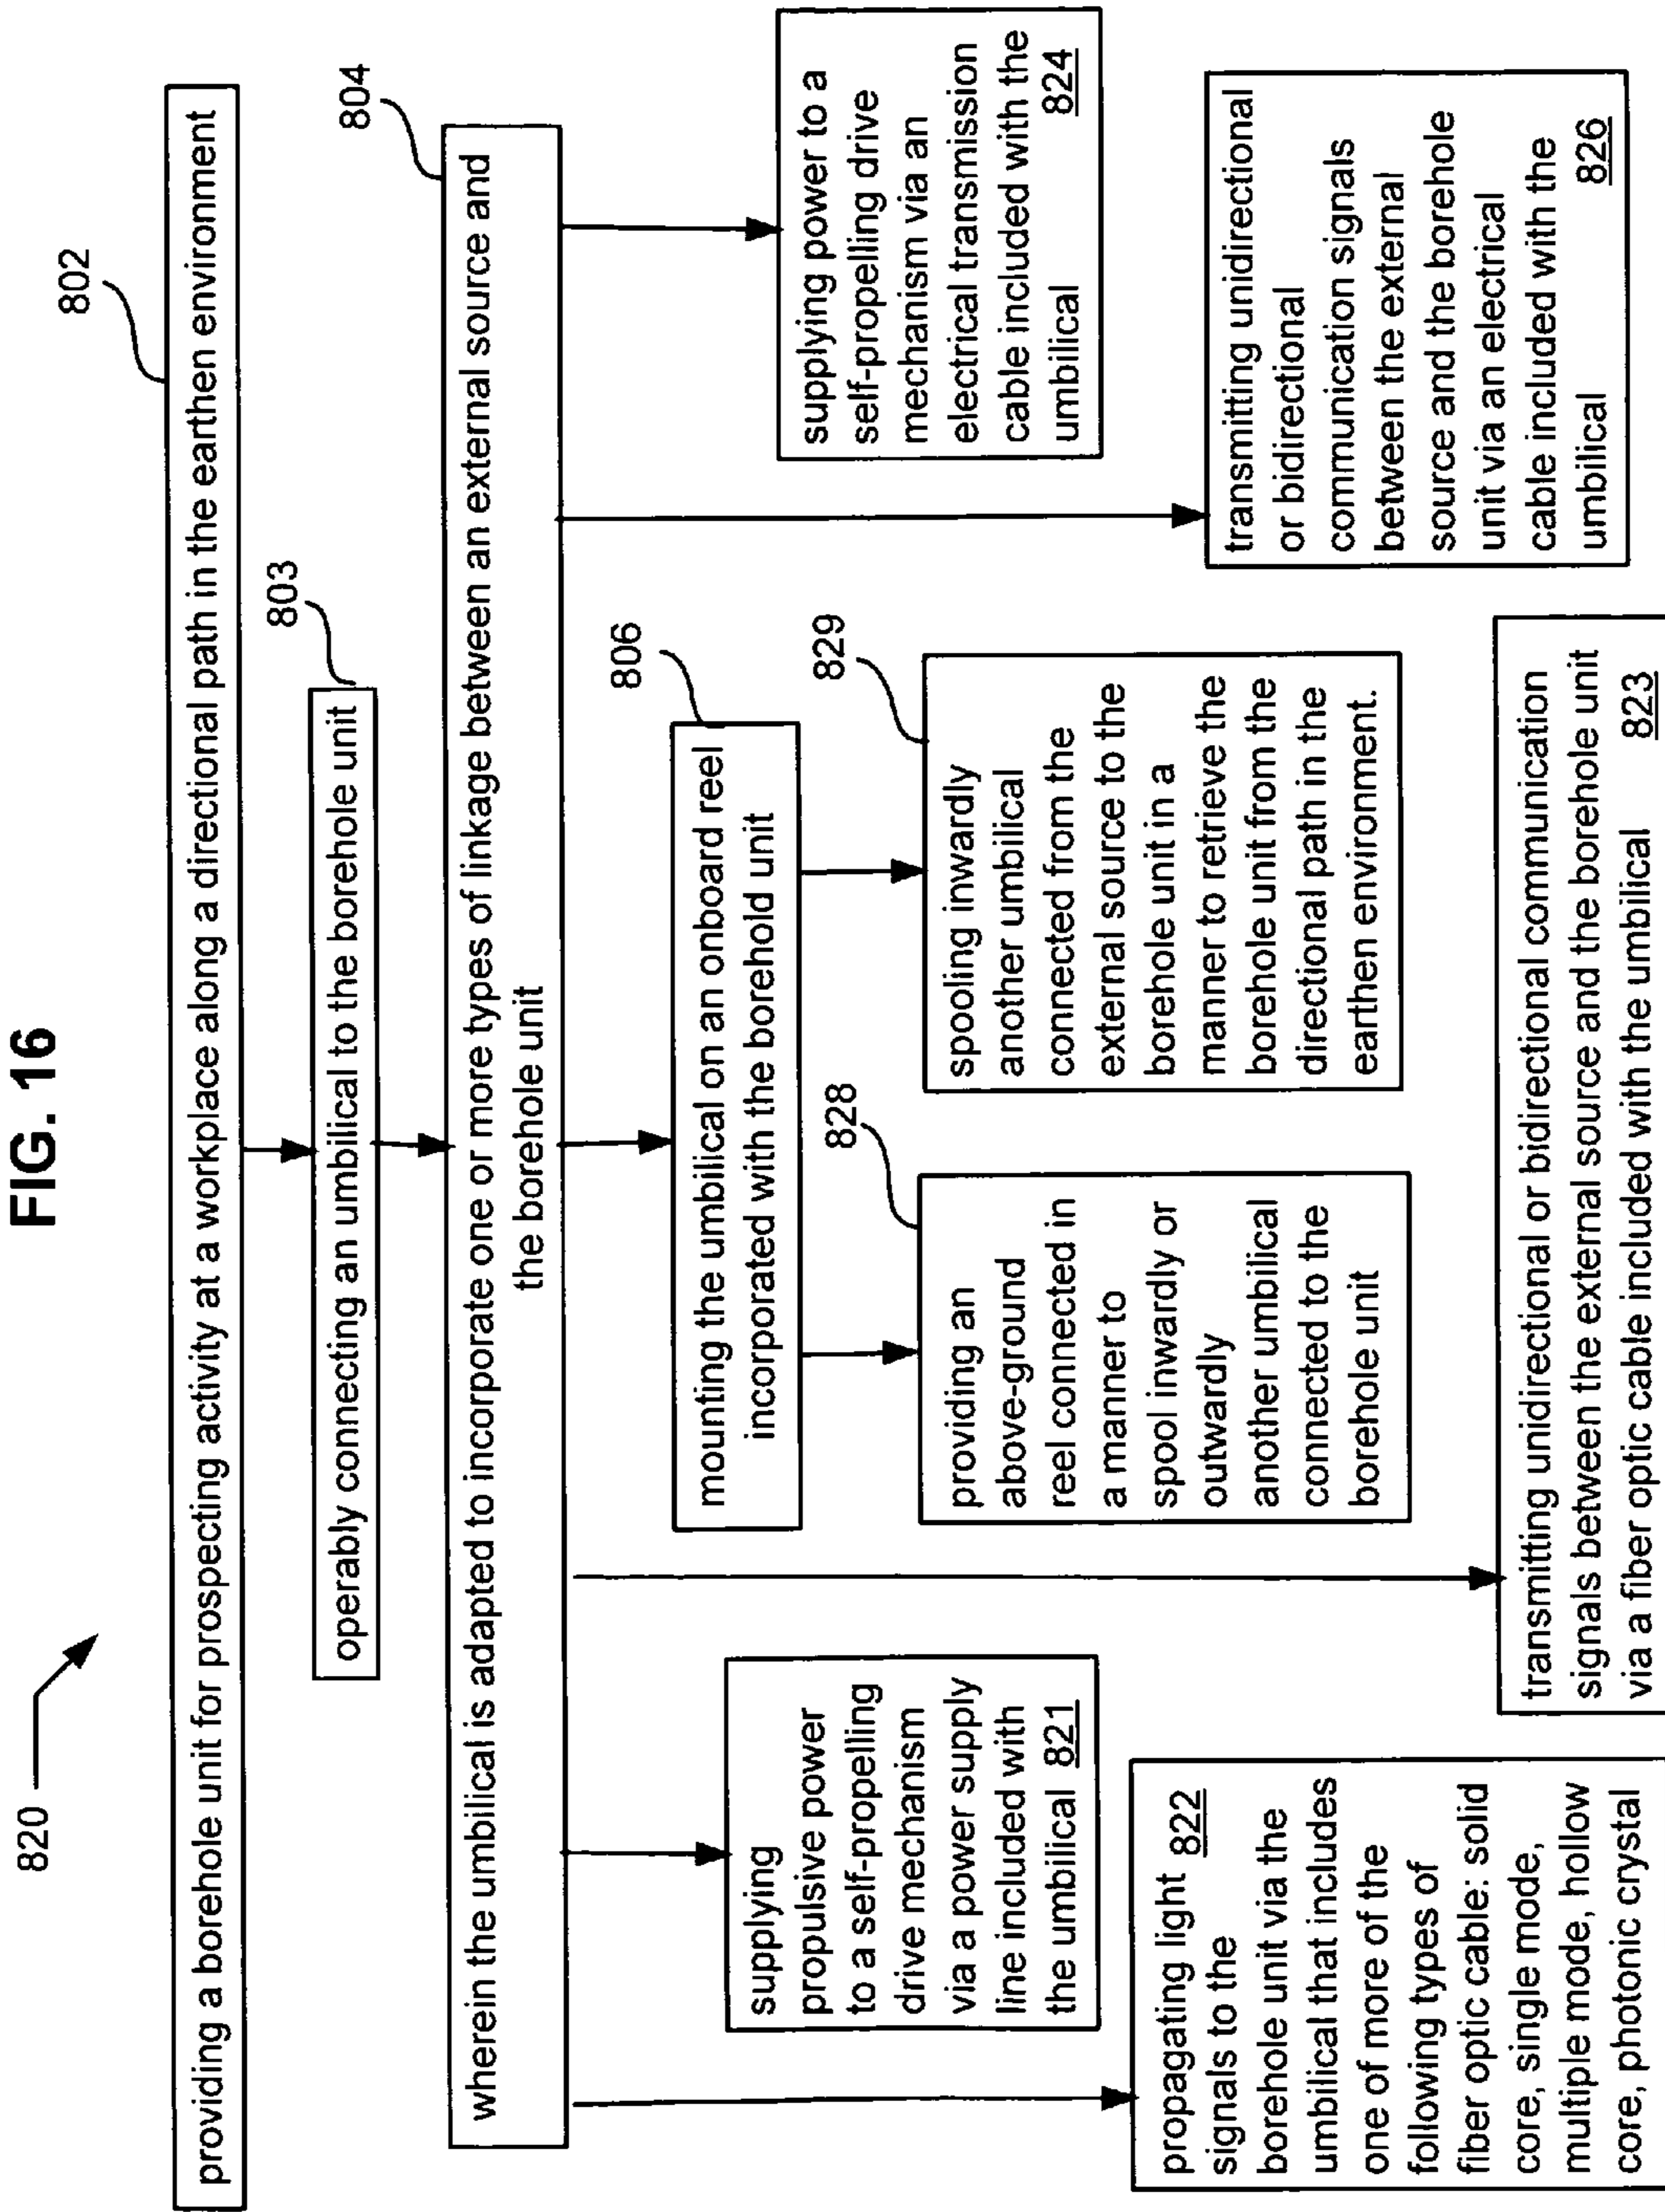 FIG. 16
820
802
providing a borehole unit for prospecting activity at a workplace along a directional path in the earthen environment
803
operably connecting an umbilical to the borehole unit
804
wherein the umbilical is adapted to incorporate one or more types of linkage between an external source and
the borehole unit
806
mounting the umbilical on an onboard reel
incorporated with the borehold unit
supplying
propulsive power
to a self-propelling
drive mechanism
via a power supply
line included with
the umbilical 821
supplying power to a
self-propelling drive
mechanism via an
electrical transmission
cable included with the
umbilical 824
828
providing an
above-ground
reel connected in
a manner to
spool inwardly or
outwardly
another umbilical
connected to the
borehole unit
829
spooling inwardly
another umbilical
connected from the
external source to the
borehole unit in a
manner to retrieve the
borehole unit from the
directional path in the
earthen environment.
propagating light 822
signals to the
borehole unit via the
umbilical that includes
one of more of the
following types of
fiber optic cable: solid
core, single mode,
multiple mode, hollow
core, photonic crystal
transmitting unidirectional
or bidirectional
communication signals
between the external
source and the borehole
unit via an electrical
cable included with the
umbilical 826
transmitting unidirectional or bidirectional communication
signals between the external source and the borehole unit
via a fiber optic cable included with the umbilical 823